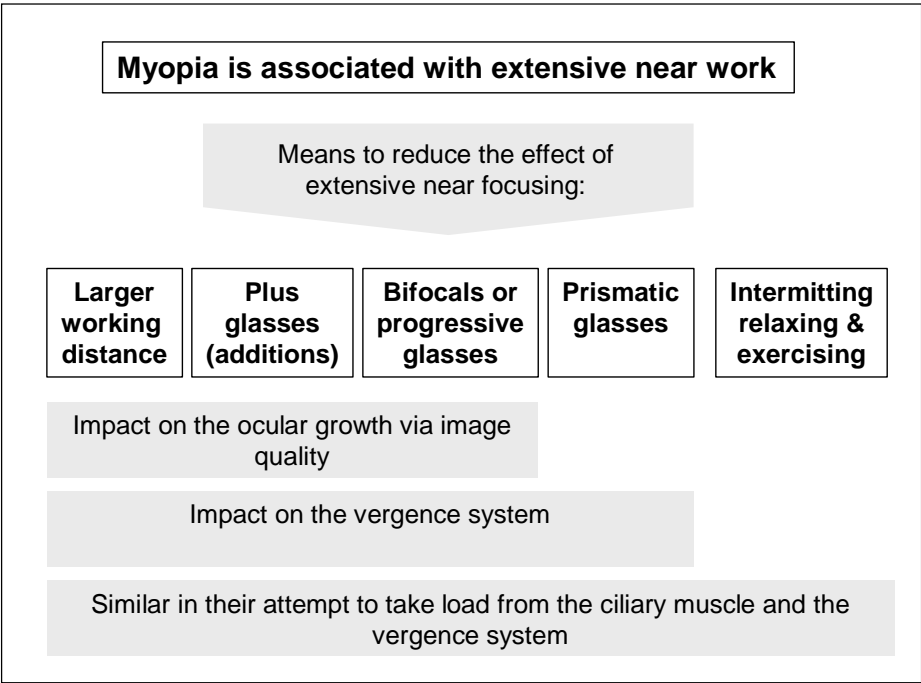 Myopia is associated with extensive near work
Means to reduce the effect of
extensive near focusing:
Larger
working
distance
Plus
glasses
(additions)
Bifocals or
progressive
glasses
Prismatic
glasses
Intermitting
relaxing &
exercising
Impact on the ocular growth via image
quality
Impact on the vergence system
Similar in their attempt to take load from the ciliary muscle and the
vergence system